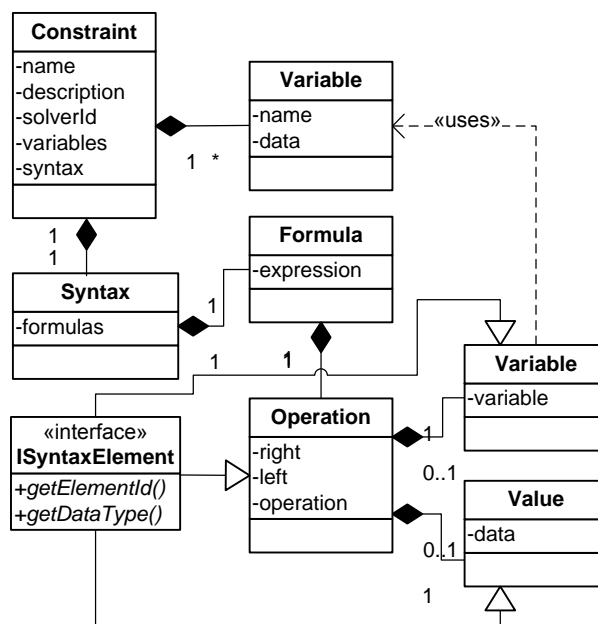 Constraint
-name
-description
-solverId
-variables
-syntax
Variable
-name
-data
«uses»
1 *
1
1
Syntax
-formulas
1
Formula
-expression
1
1
Variable
-variable
«interface»
ISyntaxElement
+getElementId()
+getDataType()
Operation
-right
-left
-operation
1
0..1
Value
-data
0..1
1